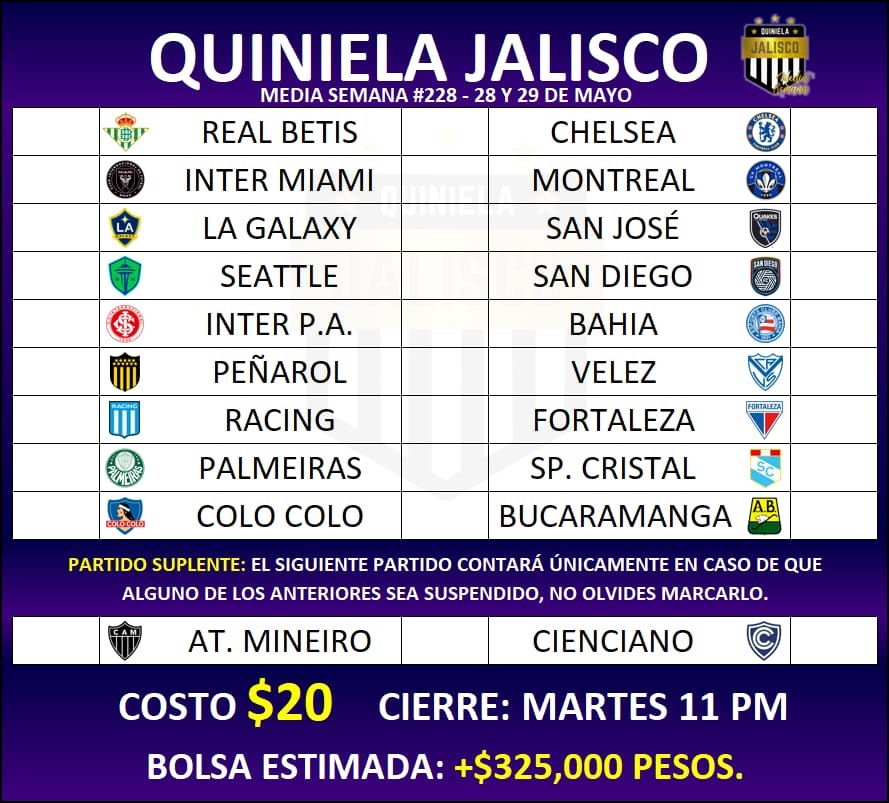 QUINIELA JALISCO
QUINIELA
JALISCO
Media
Semana
MEDIA SEMANA #228 - 28 Y 29 DE MAYO
REAL BETIS CHELSEA
INTER MIAMI MONTREAL
LA GALAXY SAN JOSÉ
SEATTLE SAN DIEGO
INTER P.A. BAHIA
PEÑAROL VELEZ
RACING FORTALEZA
PALMEIRAS SP. CRISTAL
COLO COLO BUCARAMANGA
PARTIDO SUPLENTE: EL SIGUIENTE PARTIDO CONTARÁ ÚNICAMENTE EN CASO DE QUE
ALGUNO DE LOS ANTERIORES SEA SUSPENDIDO, NO OLVIDES MARCARLO.
AT. MINEIRO CIENCIANO
COSTO $20 CIERRE: MARTES 11 PM
BOLSA ESTIMADA: +$325,000 PESOS.